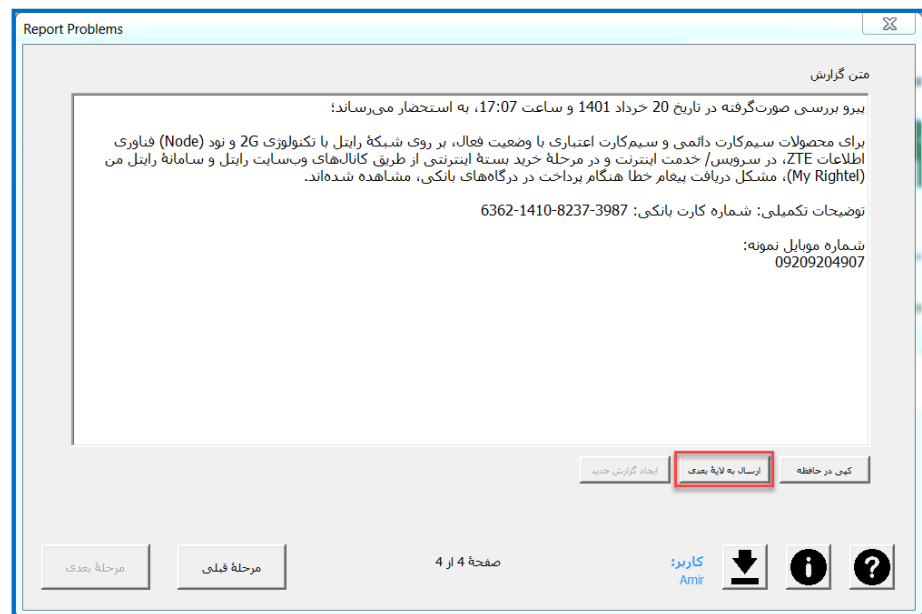 Report Problems
متن گزارش
پیرو بررسی صورت‌گرفته در تاریخ 20 خرداد 1401 و ساعت 17:07، به استحضار می‌رساند؛
برای محصولات سیم‌کارت دائمی و سیم‌کارت اعتباری با وضعیت فعال، بر روی شبکهٔ رایتل با تکنولوژی 2G و نود (Node) فناوری
اطلاعات ZTE، در سرویس/ خدمت اینترنت و در مرحلهٔ خرید بستهٔ اینترنتی از طریق کانال‌های وب‌سایت رایتل و سامانهٔ رایتل من
(My Rightel)، مشکل دریافت پیغام خطا هنگام پرداخت در درگاه‌های بانکی، مشاهده شده‌اند.
توضیحات تکمیلی: شماره کارت بانکی: 3987-8237-1410-6362
شماره موبایل نمونه:
09209204907
کپی در حافظه
ارسال به لایهٔ بعدی
ایجاد گزارش جدید
کاربر:
Amir
صفحهٔ 4 از 4
مرحلهٔ قبلی
مرحلهٔ بعدی